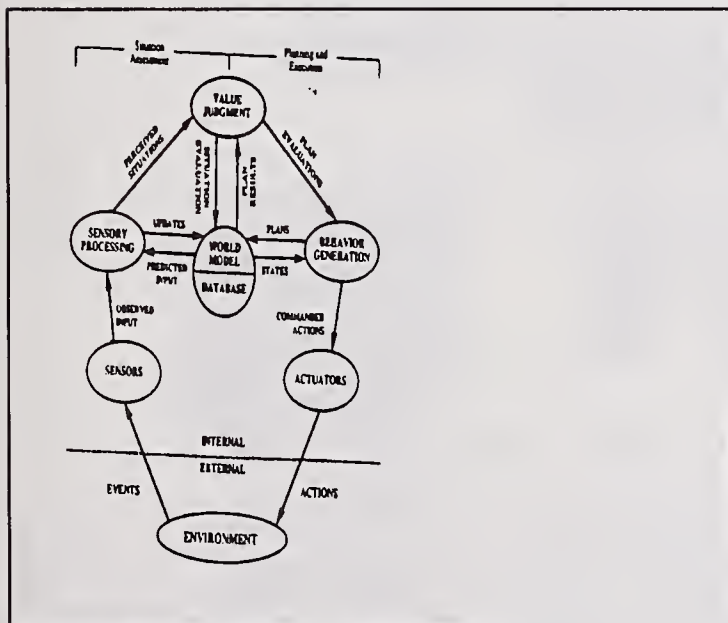 Situation
Assessment
Planning and
Execution
VALUE
JUDGMENT
PERCEIVED
SITUATIONS
SITUATION
EVALUATION
PLAN
RESULTS
PLAN
EVALUATIONS
SENSORY
PROCESSING
UPDATES
PREDICTED
INPUT
WORLD
MODEL
DATABASE
PLANS
STATES
BEHAVIOR
GENERATION
OBSERVED
INPUT
COMMANDED
ACTIONS
SENSORS
ACTUATORS
INTERNAL
EXTERNAL
EVENTS
ACTIONS
ENVIRONMENT